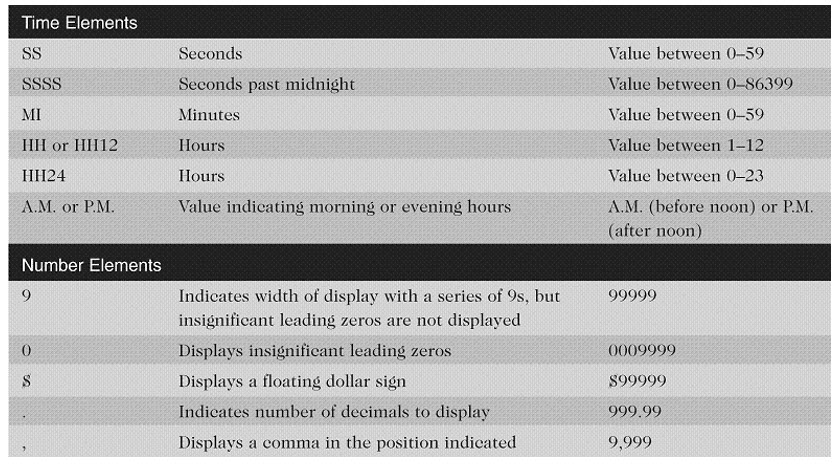 Time Elements
SS Seconds Value between 0–59
SSSS Seconds past midnight Value between 0–86399
MI Minutes Value between 0–59
HH or HH12 Hours Value between 1–12
HH24 Hours Value between 0–23
A.M. or P.M. Value indicating morning or evening hours A.M. (before noon) or P.M.
(after noon)
Number Elements
9 Indicates width of display with a series of 9s, but 99999
insignificant leading zeros are not displayed
0 Displays insignificant leading zeros 0009999
$ Displays a floating dollar sign $99999
. Indicates number of decimals to display 999.99
, Displays a comma in the position indicated 9,999